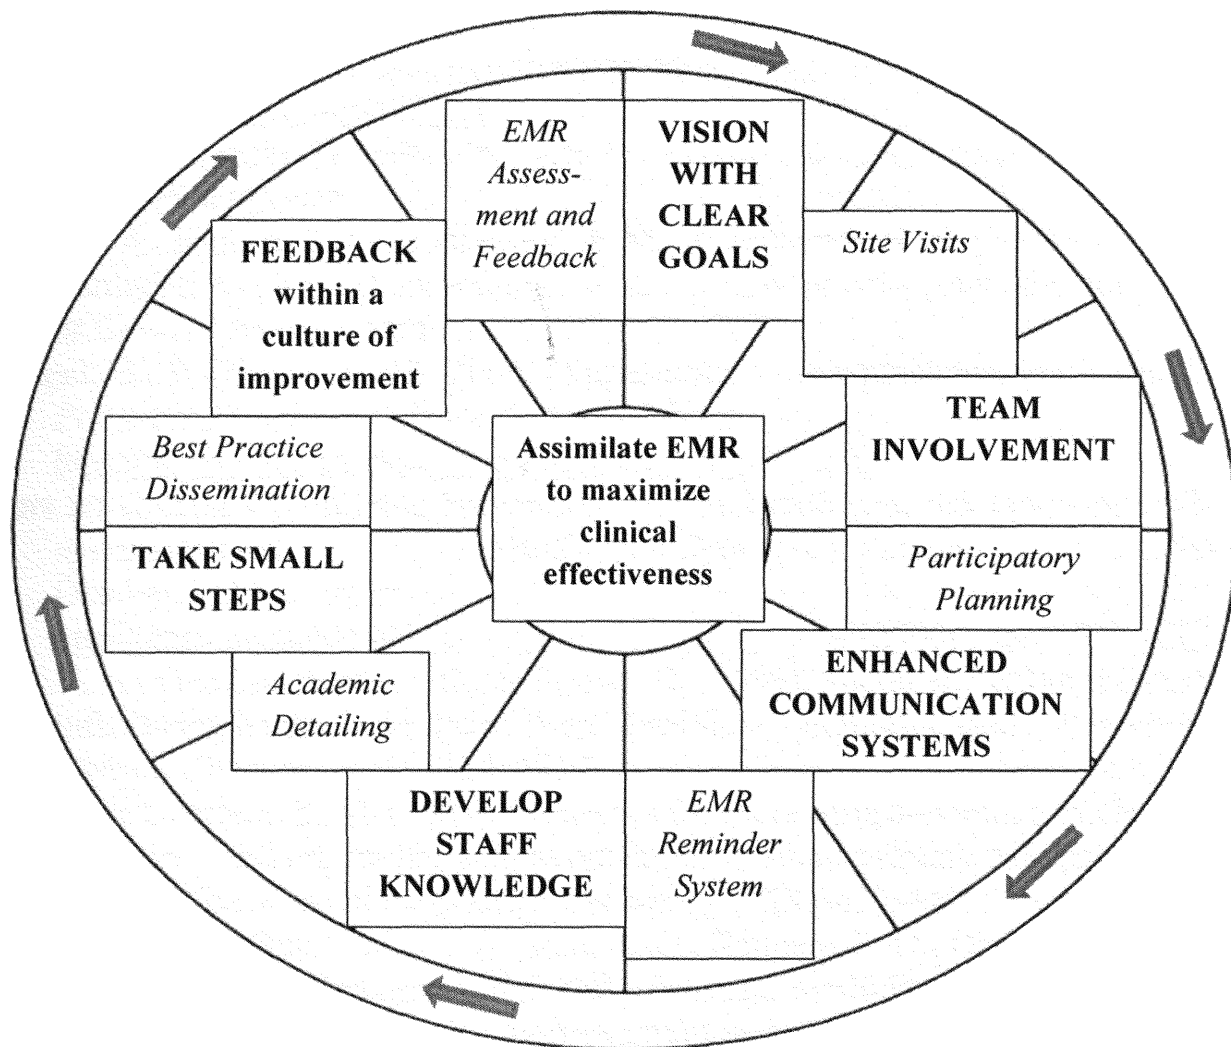 EMR
Assess-
ment and
Feedback
VISION
WITH
CLEAR
GOALS
Site Visits
TEAM
INVOLVEMENT
Participatory
Planning
ENHANCED
COMMUNICATION
SYSTEMS
EMR
Reminder
System
DEVELOP
STAFF
KNOWLEDGE
Academic
Detailing
TAKE SMALL
STEPS
Best Practice
Dissemination
FEEDBACK
within a
culture of
improvement
Assimilate EMR
to maximize
clinical
effectiveness